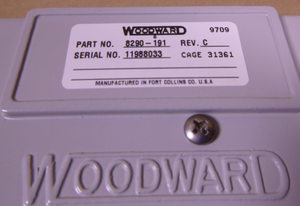 WOODWARD 9709
PART NO. 8290-191 REV. C
SERIAL NO. 11988033 CAGE 31361
MANUFACTURED IN FORT COLLINS CO. U.S.A
WOODWARD